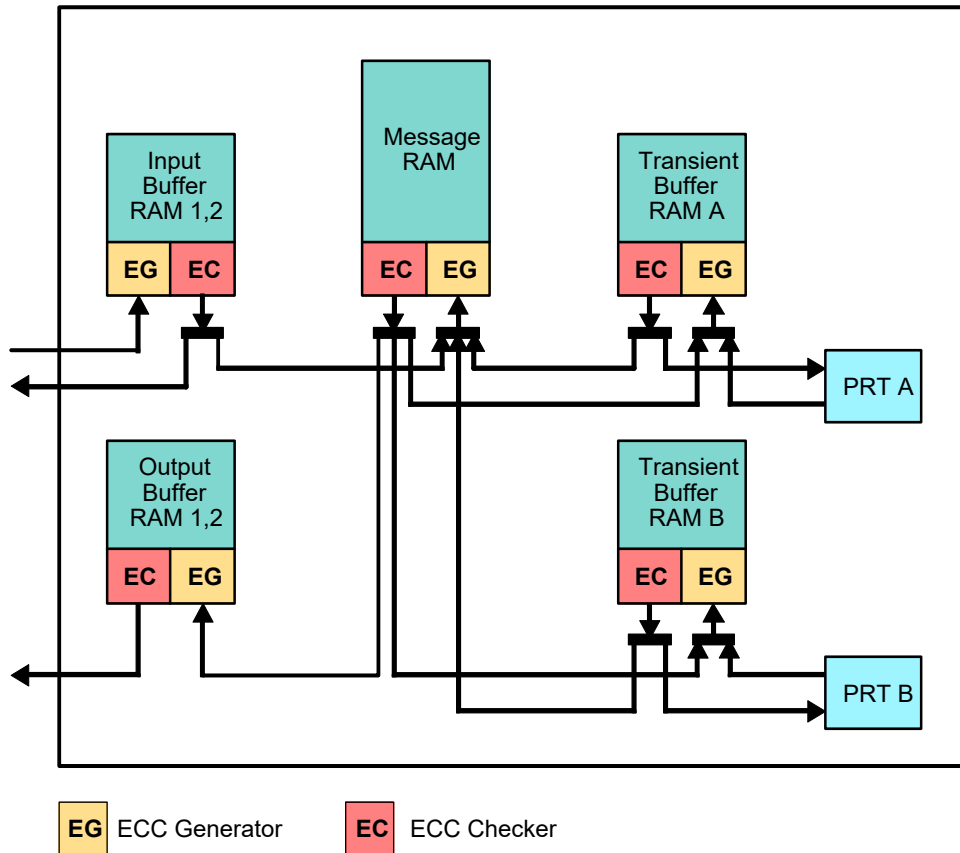 Message
RAM
Input
Buffer
RAM 1,2
Transient
Buffer
RAM A
EG EC
EC EG
EC EG
PRT A
Output
Buffer
RAM 1,2
Transient
Buffer
RAM B
EC EG
EC EG
PRT B
EG ECC Generator
EC ECC Checker